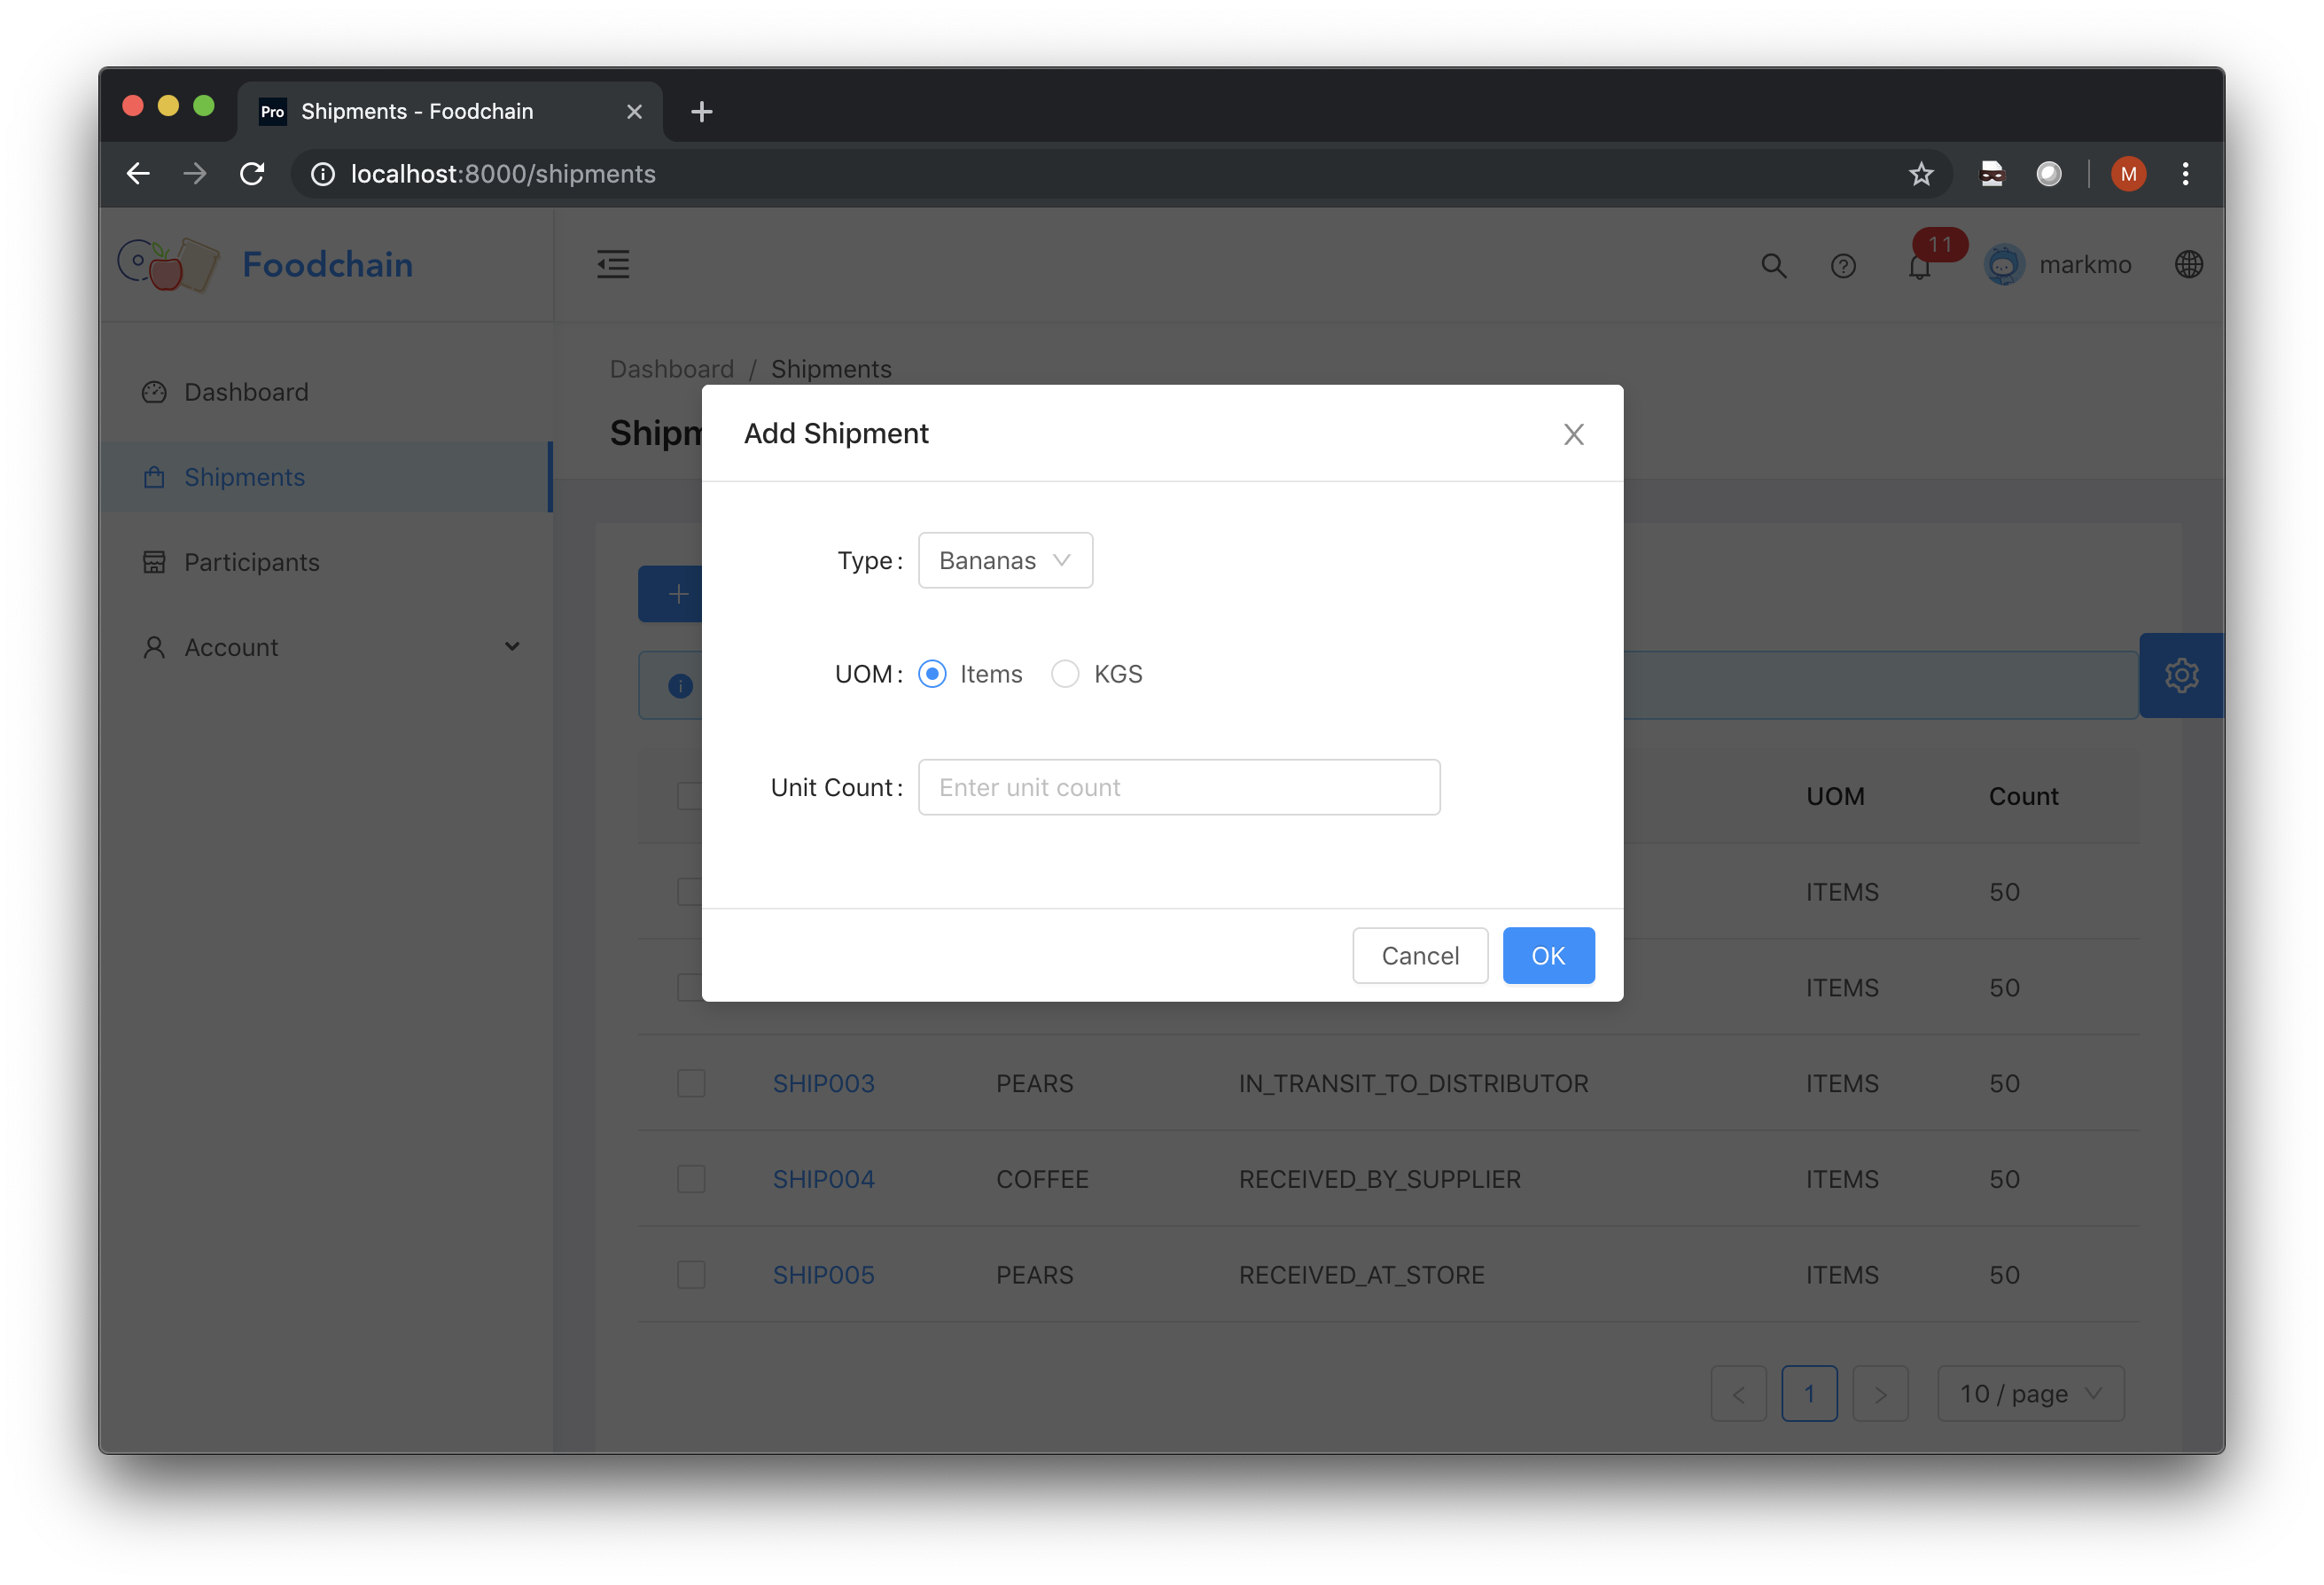 Pro Shipments - Foodchain
localhost:8000/shipments
M
Foodchain
11
markmo
Dashboard
Shipments
Participants
Account
Dashboard / Shipments
Add Shipment
Type: Bananas
UOM: Items KGS
Unit Count: Enter unit count
Cancel OK
UOM Count
ITEMS 50
ITEMS 50
SHIP003 PEARS IN_TRANSIT_TO_DISTRIBUTOR ITEMS 50
SHIP004 COFFEE RECEIVED_BY_SUPPLIER ITEMS 50
SHIP005 PEARS RECEIVED_AT_STORE ITEMS 50
< 1 > 10 / page